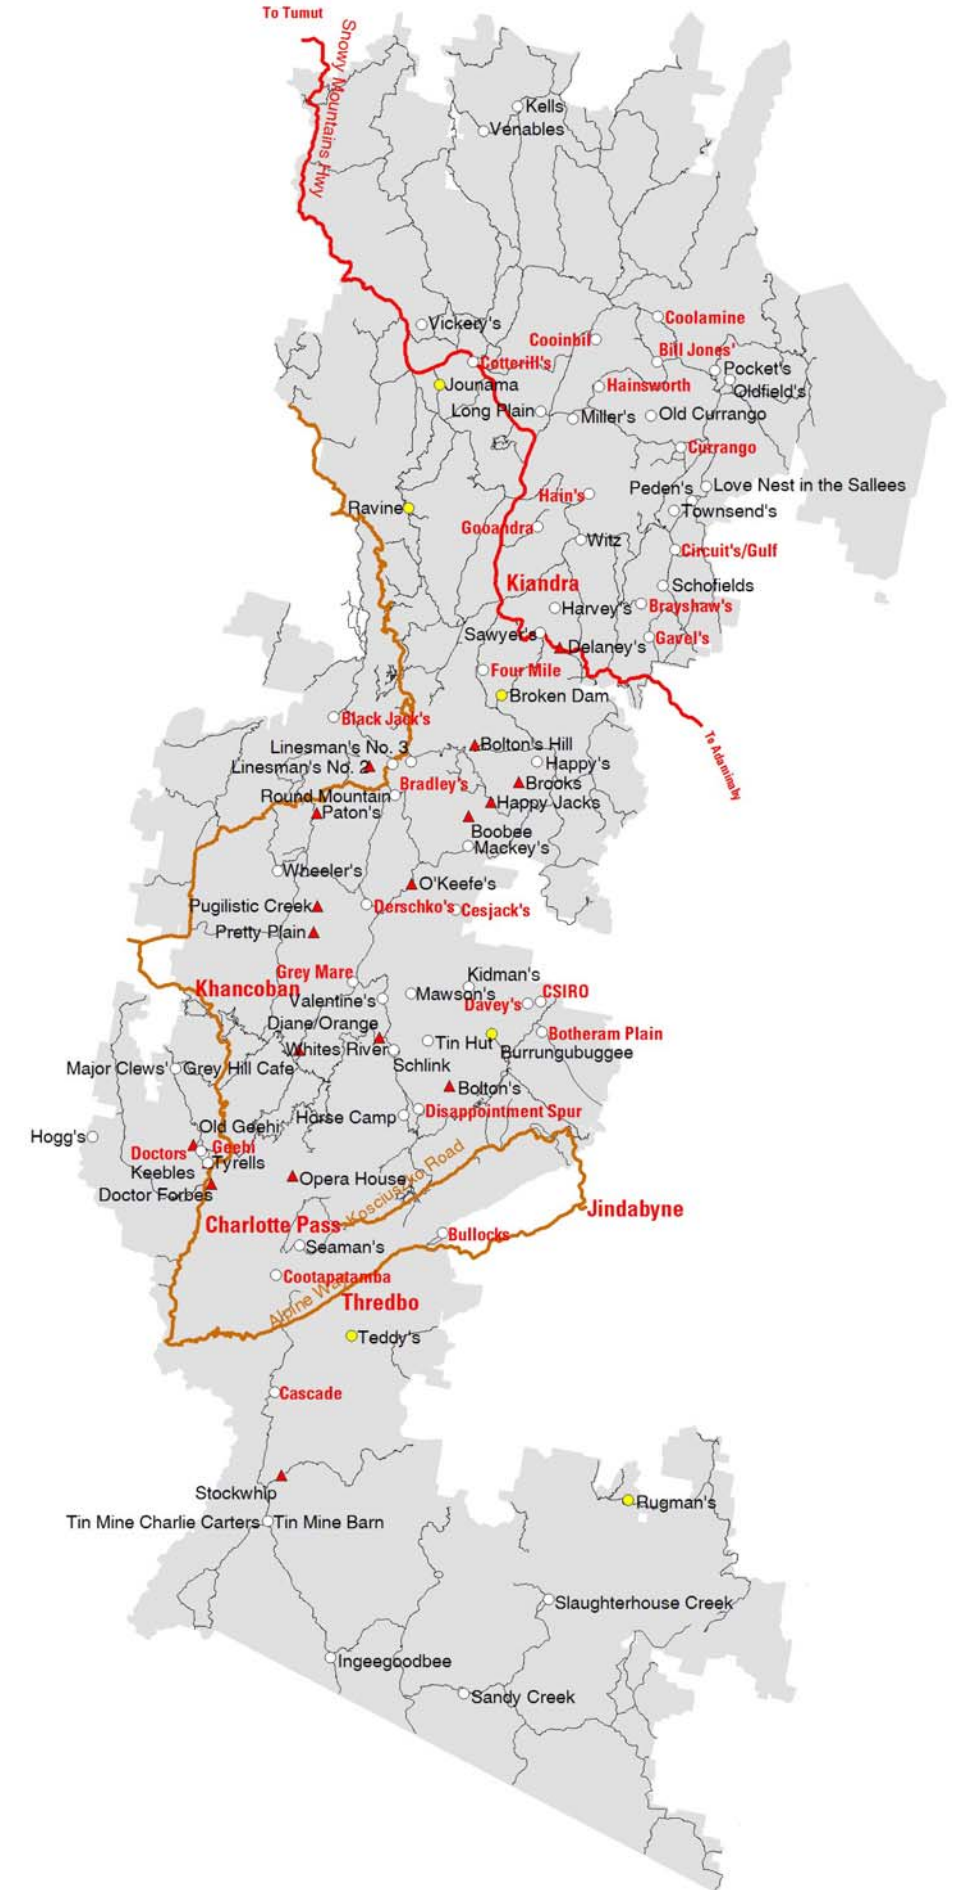 To Tumut
Snowy Mountains Hwy
Kells
Venables
Vickery's
Coolamine
Cooinbil
Bill Jones'
Cotterill's
Pocket's
Jounama
Hainsworth
Oldfield's
Long Plain
Miller's
Old Currango
Currango
Peden's
Love Nest in the Sallees
Hain's
Ravine
Townsend's
Gooandra
Witz
Circuit's/Gulf
Kiandra
Schofields
Harvey's
Brayshaw's
Sawyer's
Gavel's
Delaney's
Four Mile
Broken Dam
Black Jack's
To Adaminaby
Linesman's No. 3
Bolton's Hill
Linesman's No. 2
Happy's
Bradley's
Brooks
Round Mountain
Happy Jacks
Paton's
Boobee
Mackey's
Wheeler's
O'Keefe's
Pugilistic Creek
Derschko's
Cesjack's
Pretty Plain
Grey Mare
Kidman's
Khancoban
Valentine's
Mawson's
CSIRO
Davey's
Diane/Orange
Botheram Plain
Whites River
Tin Hut
Burrungubuggee
Major Clews'
Grey Hill Cafe
Schlink
Bolton's
Disappointment Spur
Horse Camp
Old Geehi
Hogg's
Geehi
Doctors
Tyrells
Keebles
Opera House
Doctor Forbes
Kosciuszko Road
Jindabyne
Charlotte Pass
Bullocks
Seaman's
Cootapatamba
Alpine Way
Thredbo
Teddy's
Cascade
Stockwhip
Rugman's
Tin Mine Charlie Carters
Tin Mine Barn
Slaughterhouse Creek
Ingeegoodbee
Sandy Creek